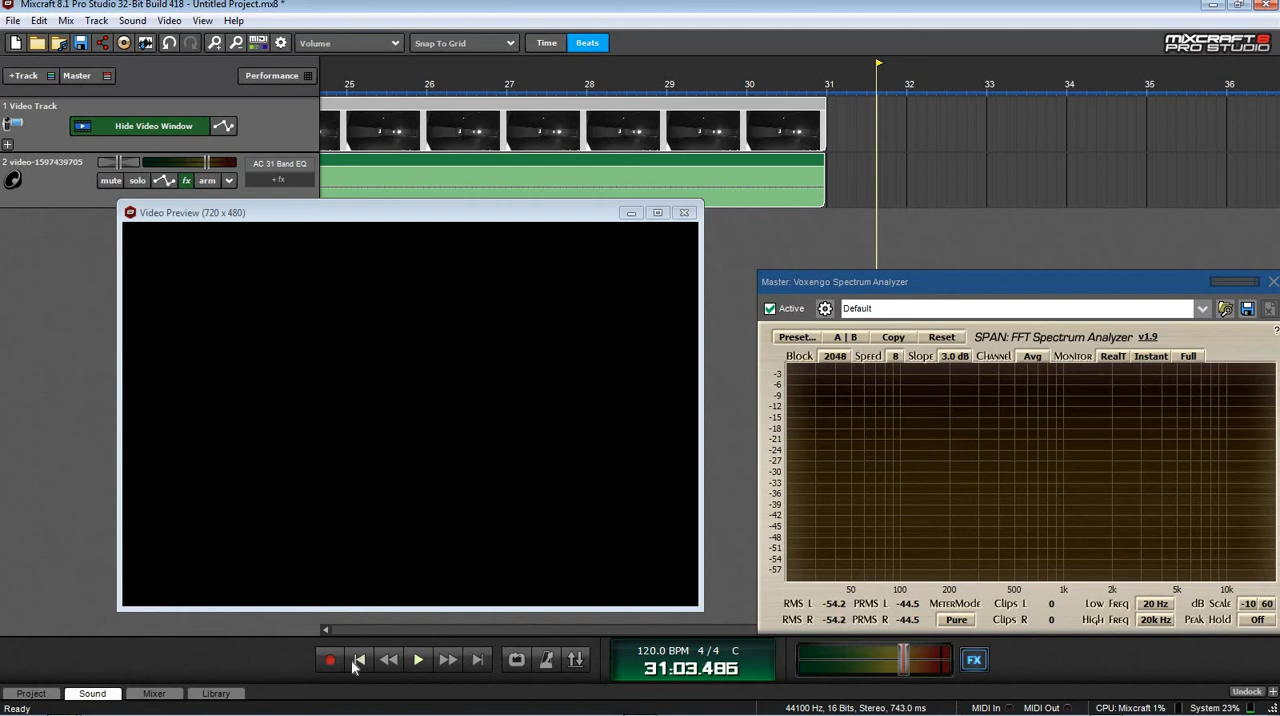 Mixcraft 8.1 Pro Studio 32-Bit Build 418 - Untitled Project.mx8 *
File Edit Mix Track Sound Video View Help
MIDI Volume Snap To Grid Time Beats MIXCRAFT 8
PRO STUDIO
+Track Master Performance
25 26 27 28 29 30 31 32 33 34 35 36
1 Video Track
Hide Video Window
2 video-1597439705 AC 31 Band EQ
mute solo fx arm + fx
Video Preview (720 x 480)
Master: Voxengo Spectrum Analyzer
Active Default
Preset... A | B Copy Reset SPAN: FFT Spectrum Analyzer v1.9 ?
Block 2048 Speed 8 Slope 3.0 dB Channel Avg Monitor RealT Instant Full
-3
-6
-9
-12
-15
-18
-21
-24
-27
-30
-33
-36
-39
-42
-45
-48
-51
-54
-57
50 100 200 500 1k 2k 5k 10k
RMS L -54.2 PRMS L -44.5 MeterMode Clips L 0 Low Freq 20 Hz dB Scale -10 60
RMS R -54.2 PRMS R -44.5 Pure Clips R 0 High Freq 20k Hz Peak Hold Off
120.0 BPM 4 / 4 C
31:03.486
FX
Project Sound Mixer Library Undock
Ready 44100 Hz, 16 Bits, Stereo, 743.0 ms MIDI In MIDI Out CPU: Mixcraft 1% System 23%